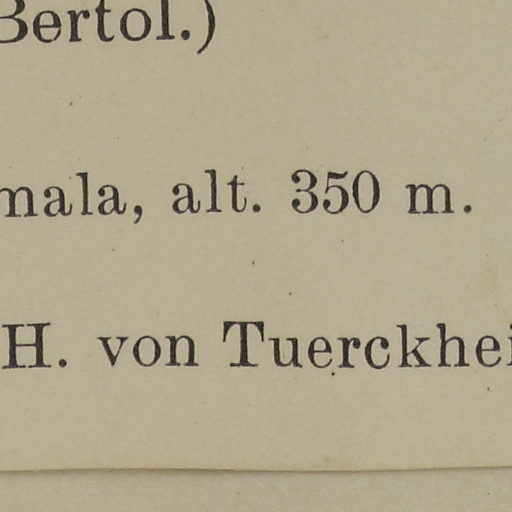 Bertol.)
mala, alt. 350 m.
H. von Tuerckhei